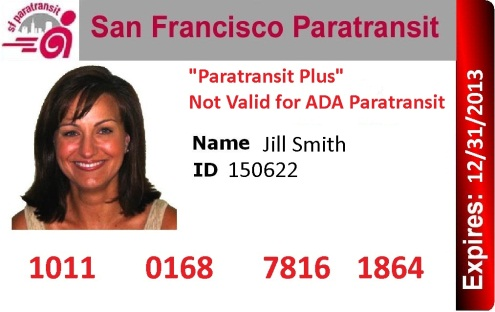 sf paratransit
San Francisco Paratransit
"Paratransit Plus"
Not Valid for ADA Paratransit
Name Jill Smith
ID 150622
1011 0168 7816 1864
Expires: 12/31/2013